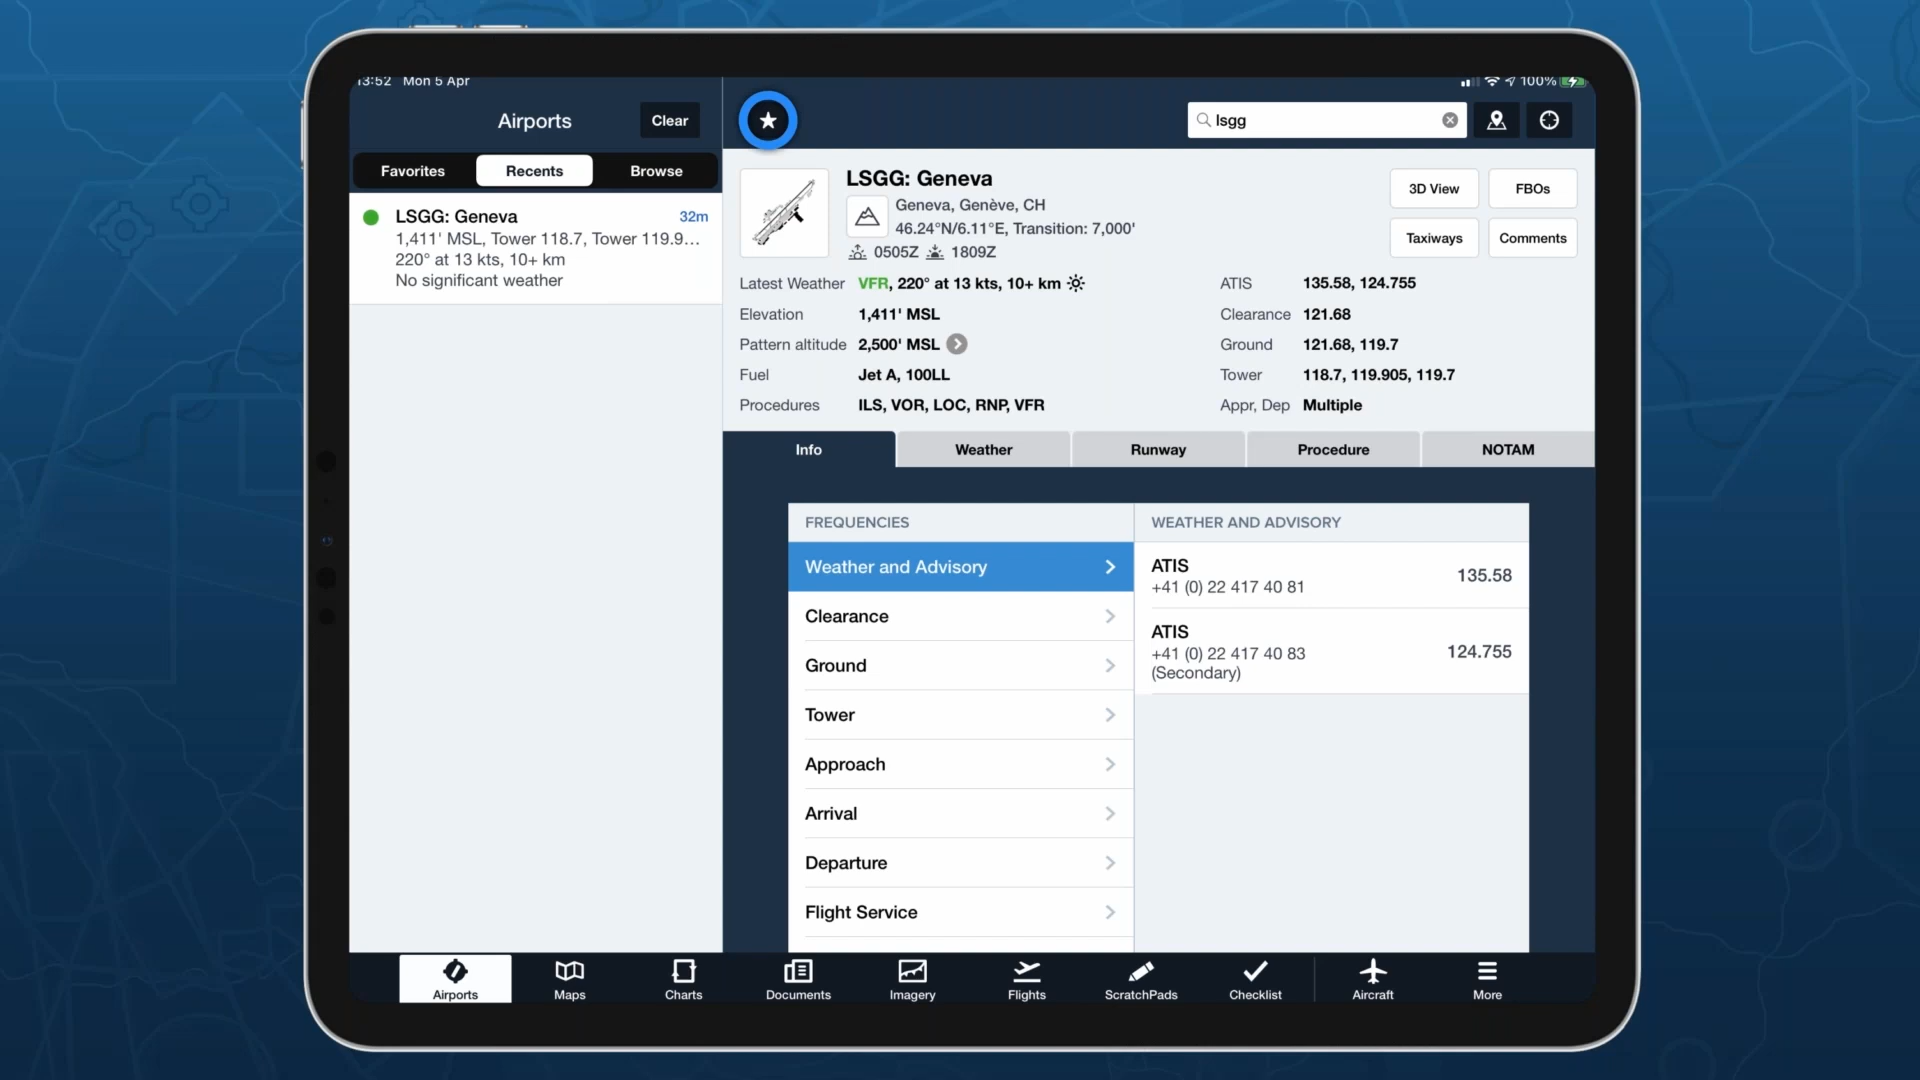 13:52 Mon 5 Apr
100%
Airports
Clear
lsgg
Favorites
Recents
Browse
LSGG: Geneva
32m
1,411' MSL, Tower 118.7, Tower 119.9...
220° at 13 kts, 10+ km
No significant weather
LSGG: Geneva
Geneva, Genève, CH
46.24°N/6.11°E, Transition: 7,000'
0505Z 1809Z
3D View
FBOs
Taxiways
Comments
Latest Weather VFR, 220° at 13 kts, 10+ km
Elevation 1,411' MSL
Pattern altitude 2,500' MSL
Fuel Jet A, 100LL
Procedures ILS, VOR, LOC, RNP, VFR
ATIS 135.58, 124.755
Clearance 121.68
Ground 121.68, 119.7
Tower 118.7, 119.905, 119.7
Appr, Dep Multiple
Info
Weather
Runway
Procedure
NOTAM
FREQUENCIES
Weather and Advisory
Clearance
Ground
Tower
Approach
Arrival
Departure
Flight Service
WEATHER AND ADVISORY
ATIS
+41 (0) 22 417 40 81
135.58
ATIS
+41 (0) 22 417 40 83
(Secondary)
124.755
Airports
Maps
Charts
Documents
Imagery
Flights
ScratchPads
Checklist
Aircraft
More